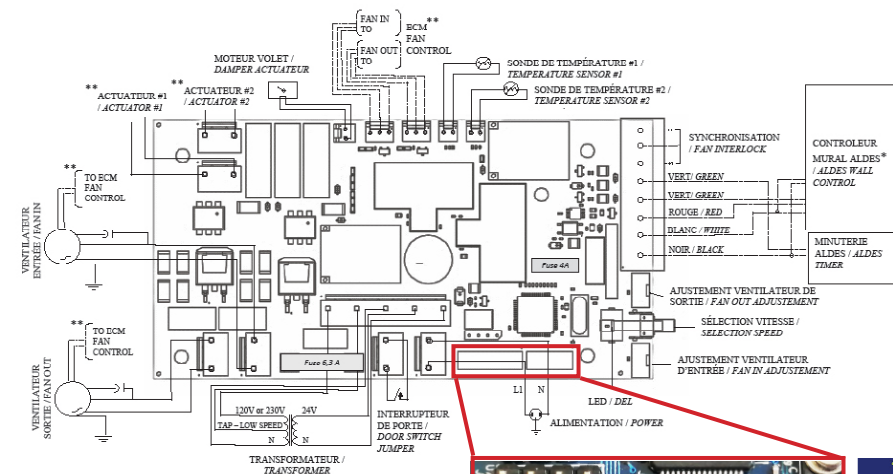 FAN IN
TO
ECM**
FAN
CONTROL
FAN OUT
TO
MOTEUR VOLET /
DAMPER ACTUATEUR
SONDE DE TEMPÉRATURE #1 /
TEMPERATURE SENSOR #1
SONDE DE TEMPÉRATURE #2 /
TEMPERATURE SENSOR #2
**
ACTUATEUR #1
/ ACTUATOR #1
**
ACTUATEUR #2
/ ACTUATOR #2
SYNCHRONISATION
/ FAN INTERLOCK
CONTROLEUR
MURAL ALDES*
/ ALDES WALL
CONTROL
VERT/ GREEN
VERT/ GREEN
ROUGE / RED
BLANC / WHITE
NOIR / BLACK
MINUTERIE
ALDES / ALDES
TIMER
**
TO ECM
FAN
CONTROL
VENTILATEUR
ENTRÉE / FAN IN
Fuse 4A
AJUSTEMENT VENTILATEUR DE
SORTIE / FAN OUT ADJUSTEMENT
SÉLECTION VITESSE /
SELECTION SPEED
AJUSTEMENT VENTILATEUR
D'ENTRÉE / FAN IN ADJUSTEMENT
**
TO ECM
FAN
CONTROL
VENTILATEUR
SORTIE / FAN OUT
Fuse 6,3 A
L1
N
LED / DEL
ALIMENTATION / POWER
120V or 230V
24V
TAP – LOW SPEED
N
N
INTERRUPTEUR
DE PORTE /
DOOR SWITCH
JUMPER
TRANSFORMATEUR /
TRANSFORMER